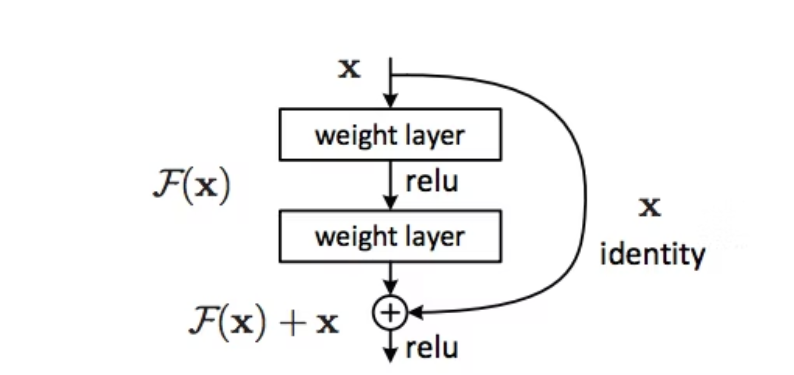 x
weight layer
relu
F(x)
weight layer
x
identity
F(x) + x
relu